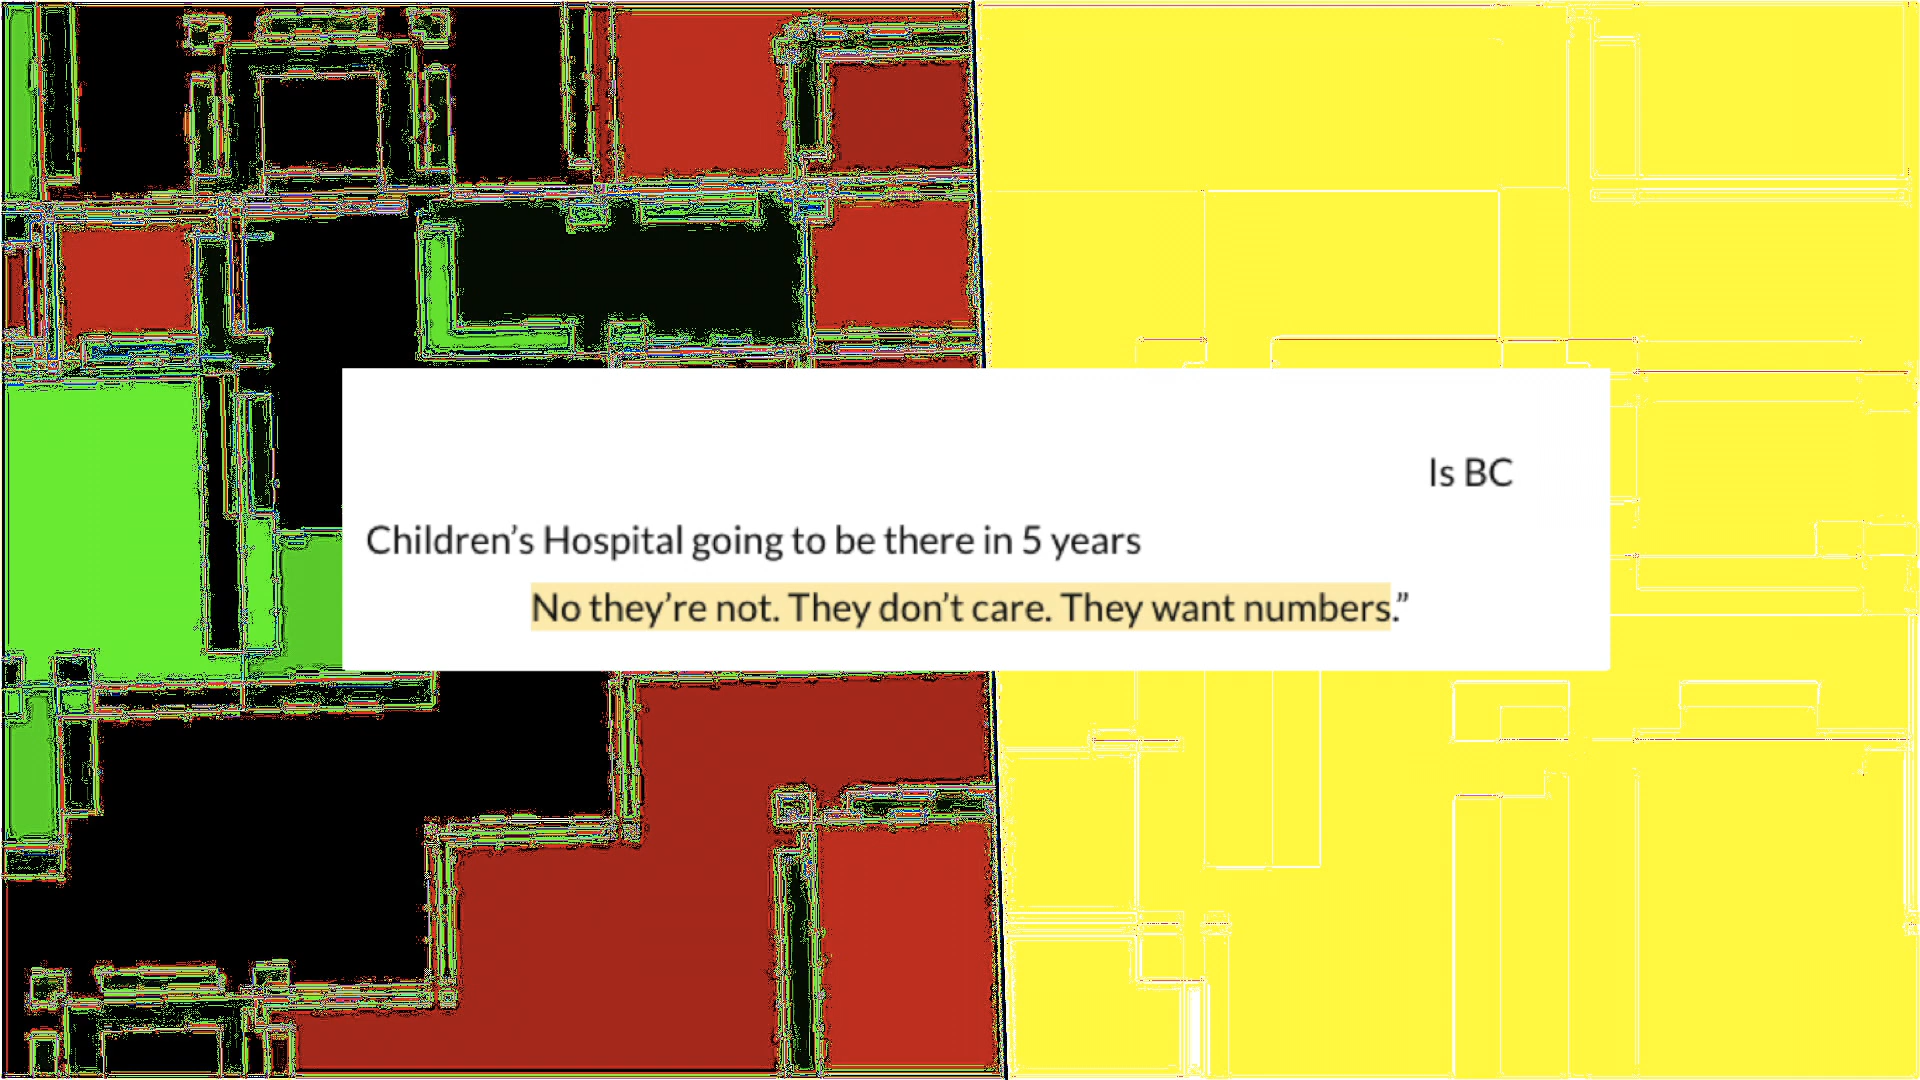 Is BC
Children’s Hospital going to be there in 5 years
No they’re not. They don’t care. They want numbers.”